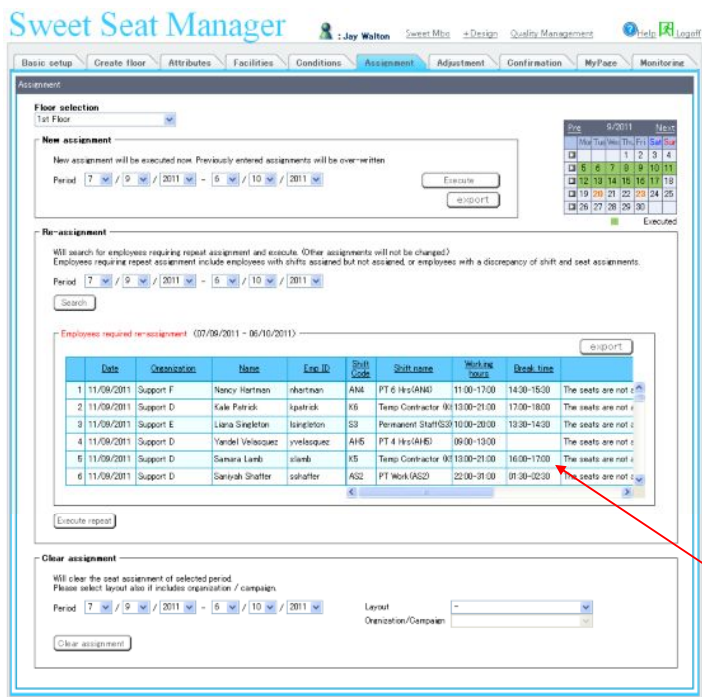 Sweet Seat Manager
: Jay Walton Sweet Mbo +Design Quality Management Help Logoff
Basic setup Create floor Attributes Facilities Conditions Assignment Adjustment Confirmation MyPage Monitoring
Assignment
Floor selection
1st Floor
Pre 9/2011 Next
Mon Tue Wed Thu Fri Sat Sun
1 2 3 4
5 6 7 8 9 10 11
12 13 14 15 16 17 18
19 20 21 22 23 24 25
26 27 28 29 30
Executed
New assignment
New assignment will be executed now. Previously entered assignments will be over-written
Period 7 / 9 / 2011 - 6 / 10 / 2011
Execute
export
Re-assignment
Will search for employees requiring repeat assignment and execute. (Other assignments will not be changed.)
Employees requiring repeat assignment include employees with shifts assigned but not assigned, or employees with a discrepancy of shift and seat assignments.
Period 7 / 9 / 2011 - 6 / 10 / 2011
Search
Employees required re-assignment (07/09/2011 - 06/10/2011)
export
Date Organization Name Emp ID Shift Code Shift name Working hours Break time
1 11/09/2011 Support F Nancy Hartman nhartman AN4 PT 6 Hrs(AN4) 11:00-17:00 14:30-15:30 The seats are not a
2 11/09/2011 Support D Kale Patrick kpatrick K6 Temp Contractor (K 13:00-21:00 17:00-18:00 The seats are not a
3 11/09/2011 Support E Liana Singleton lsingleton S3 Permanent Staff(S3) 10:00-20:00 13:30-14:30 The seats are not a
4 11/09/2011 Support D Yandel Velasquez yvelasquez AH5 PT 4 Hrs(AH5) 09:00-13:00 The seats are not a
5 11/09/2011 Support D Samara Lamb slamb K5 Temp Contractor (K 13:00-21:00 16:00-17:00 The seats are not a
6 11/09/2011 Support D Saniyah Shaffer sshaffer AS2 PT Work(AS2) 22:00-31:00 01:30-02:30 The seats are not a
Execute repeat
Clear assignment
Will clear the seat assignment of selected period.
Please select layout also if includes organization / campaign.
Period 7 / 9 / 2011 - 6 / 10 / 2011 Layout -
Organization/Campaign
Clear assignment